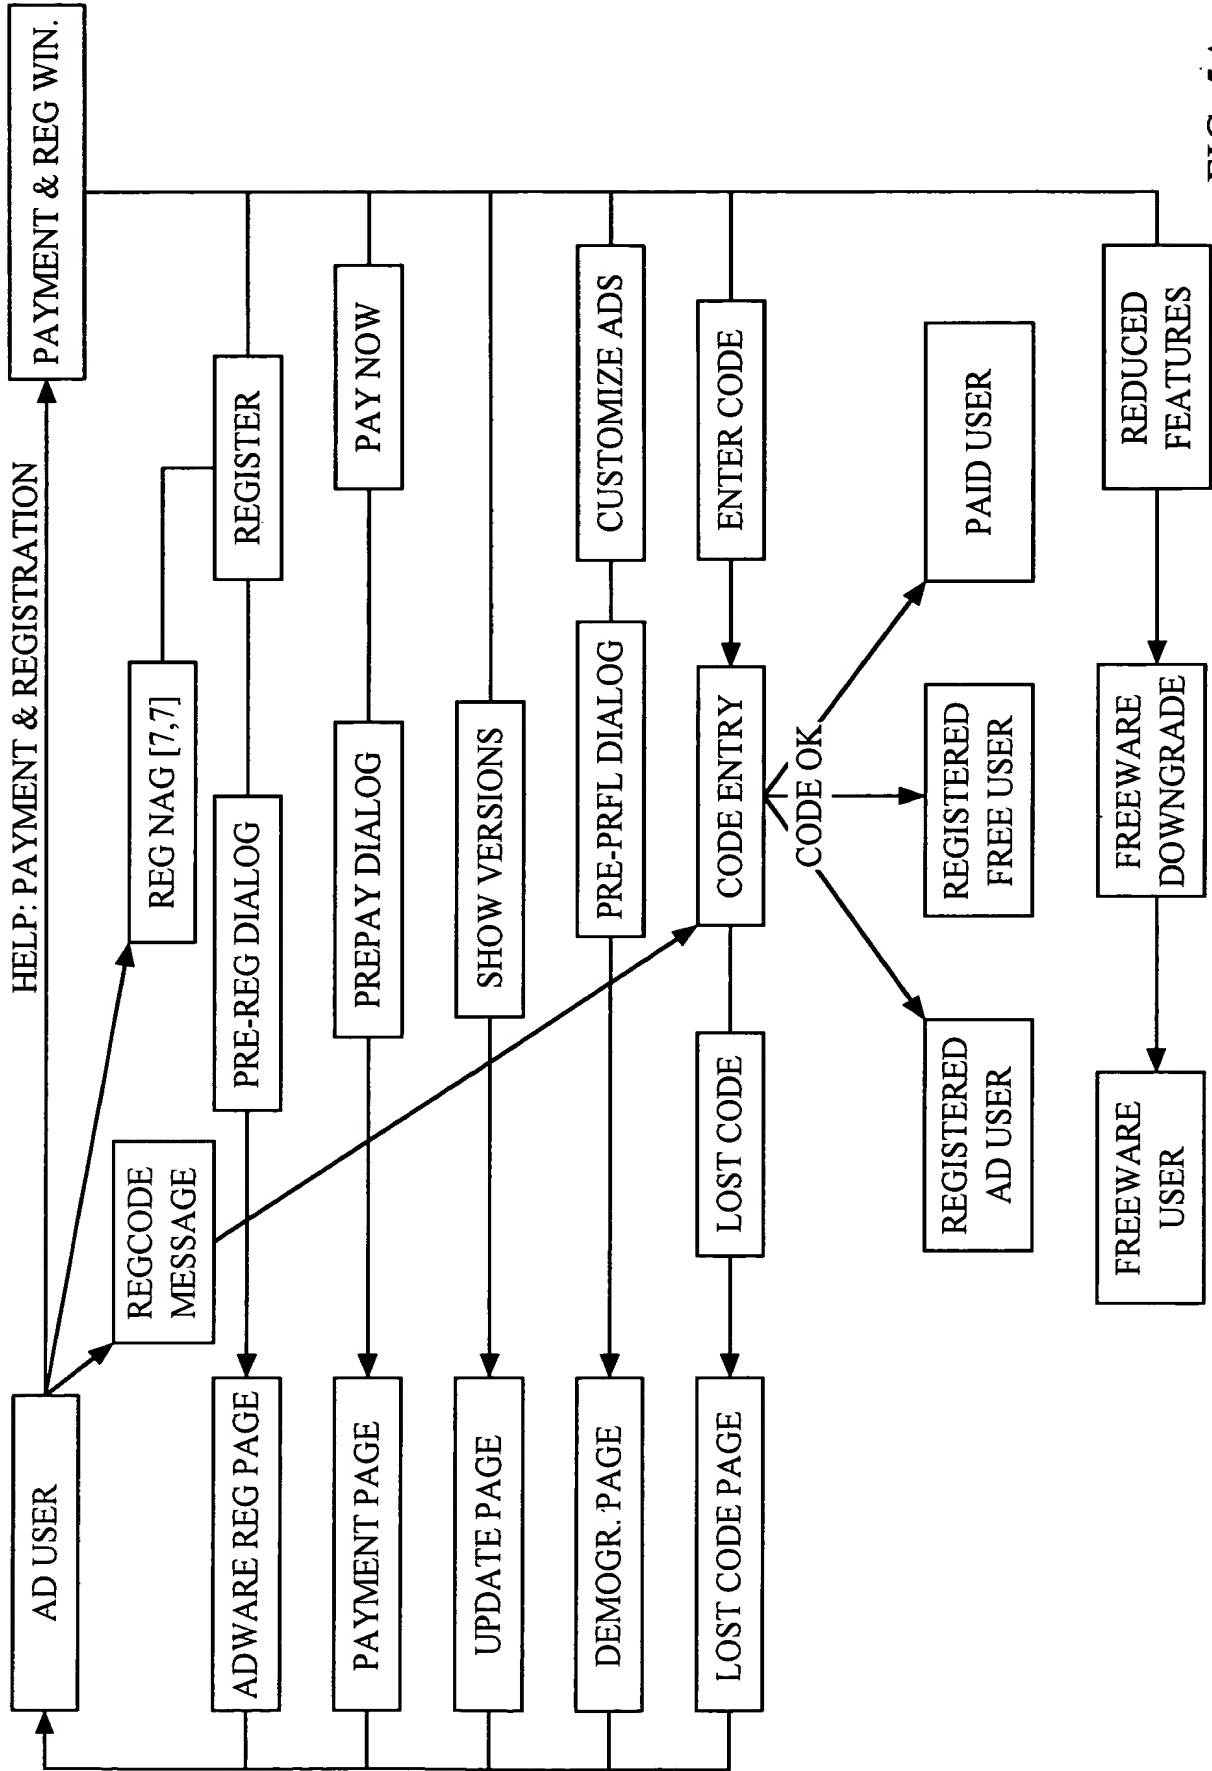 HELP: PAYMENT & REGISTRATION
AD USER
PAYMENT & REG WIN.
REGCODE
MESSAGE
REG NAG [7,7]
ADWARE REG PAGE
PRE-REG DIALOG
REGISTER
PAYMENT PAGE
PREPAY DIALOG
PAY NOW
UPDATE PAGE
SHOW VERSIONS
DEMOGR. PAGE
PRE-PRFL DIALOG
CUSTOMIZE ADS
LOST CODE PAGE
LOST CODE
CODE ENTRY
ENTER CODE
CODE OK
REGISTERED
AD USER
REGISTERED
FREE USER
PAID USER
FREEWARE
USER
FREEWARE
DOWNGRADE
REDUCED
FEATURES